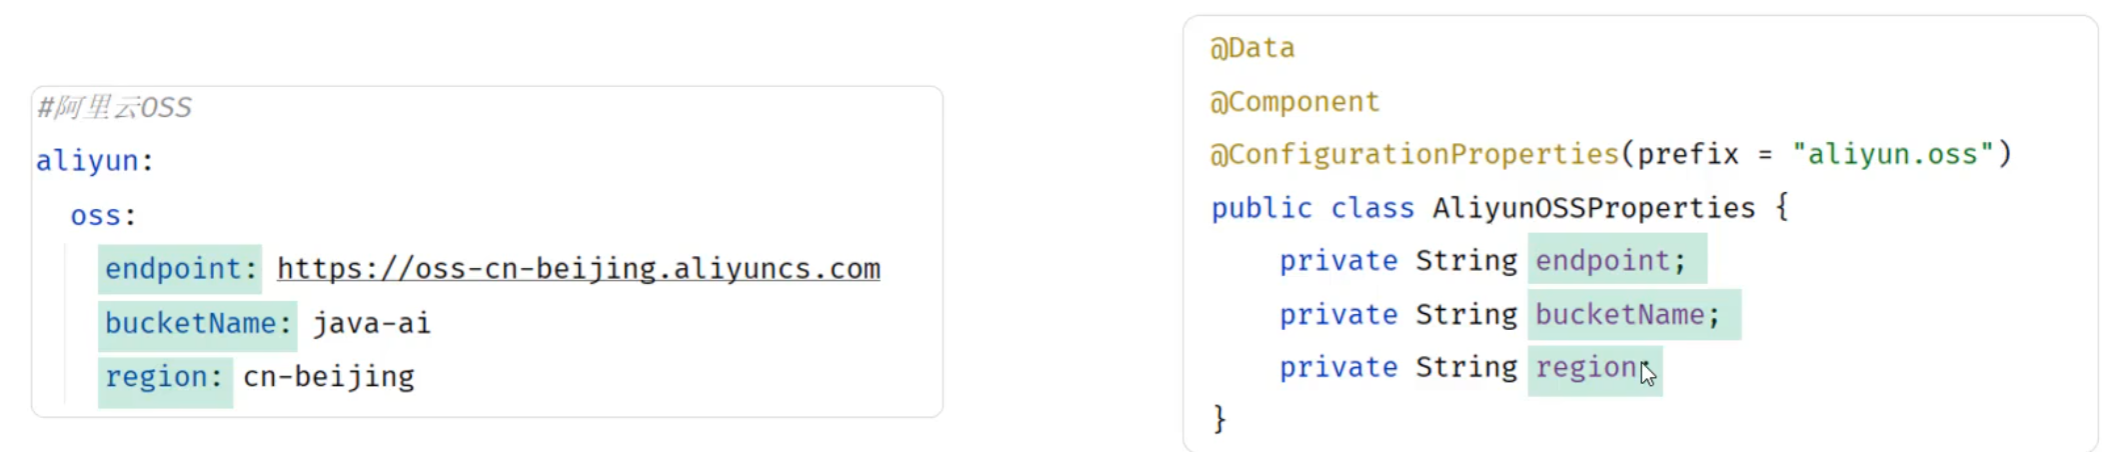 #阿里云OSS
aliyun:
oss:
endpoint: https://oss-cn-beijing.aliyuncs.com
bucketName: java-ai
region: cn-beijing
@Data
@Component
@ConfigurationProperties(prefix = "aliyun.oss")
public class AliyunOSSProperties {
private String endpoint;
private String bucketName;
private String region;
}